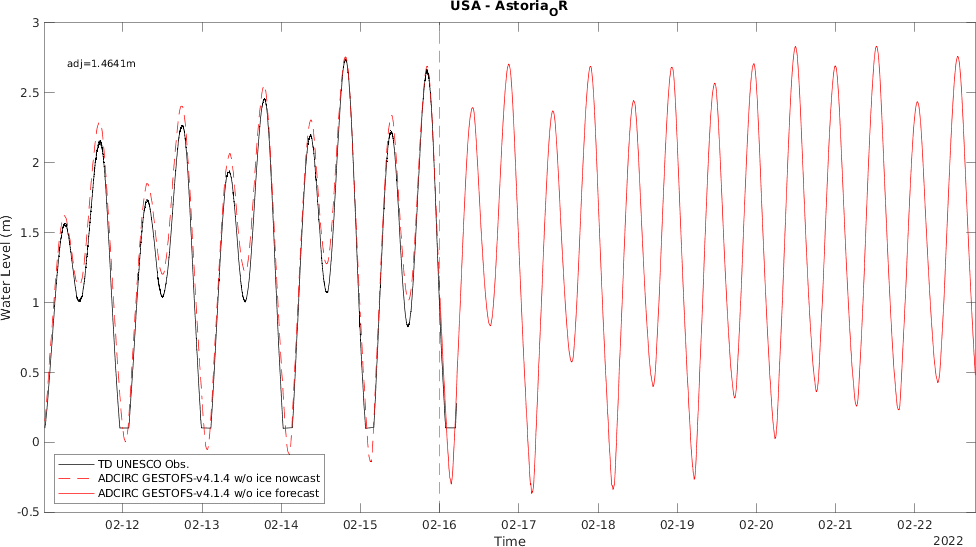 USA - AstoriaOR
adj=1.4641m
3
2.5
2
1.5
1
0.5
0
-0.5
Water Level (m)
TD UNESCO Obs.
ADCIRC GESTOFS-v4.1.4 w/o ice nowcast
ADCIRC GESTOFS-v4.1.4 w/o ice forecast
02-12 02-13 02-14 02-15 02-16 02-17 02-18 02-19 02-20 02-21 02-22
Time
2022